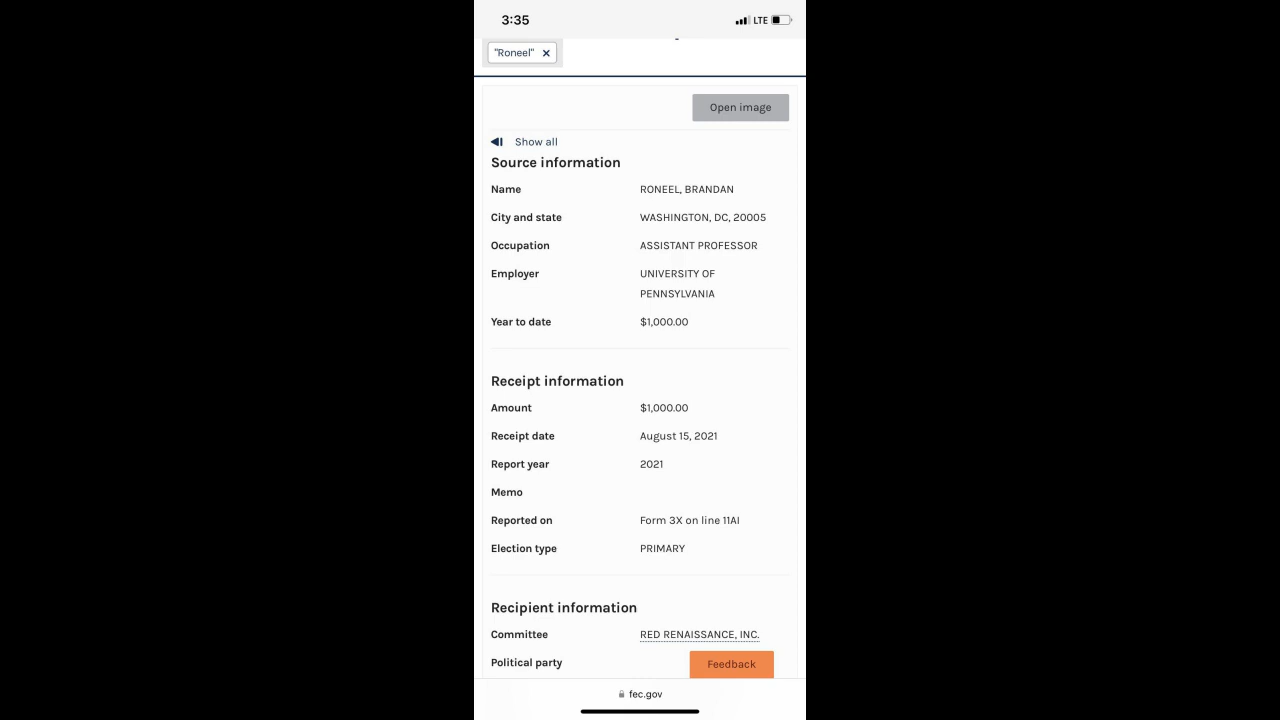 3:35
LTE
"Roneel" ×
Open image
Show all
Source information
Name RONEEL, BRANDAN
City and state WASHINGTON, DC, 20005
Occupation ASSISTANT PROFESSOR
Employer UNIVERSITY OF
PENNSYLVANIA
Year to date $1,000.00
Receipt information
Amount $1,000.00
Receipt date August 15, 2021
Report year 2021
Memo
Reported on Form 3X on line 11AI
Election type PRIMARY
Recipient information
Committee RED RENAISSANCE, INC.
Political party
Feedback
fec.gov